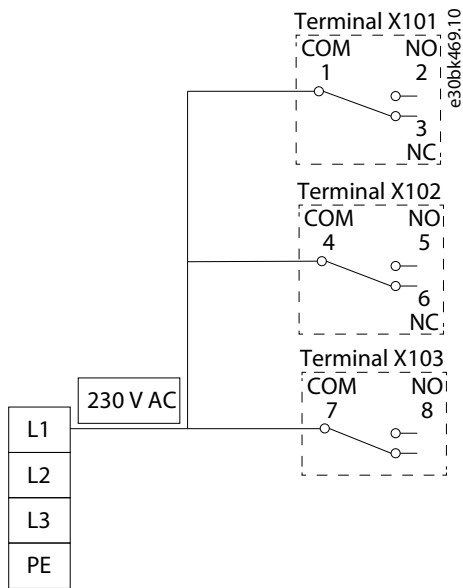 Terminal X101
COM NO
1 2
3
NC
e30bk469.10
Terminal X102
COM NO
4 5
6
NC
Terminal X103
COM NO
7 8
230 V AC
L1
L2
L3
PE